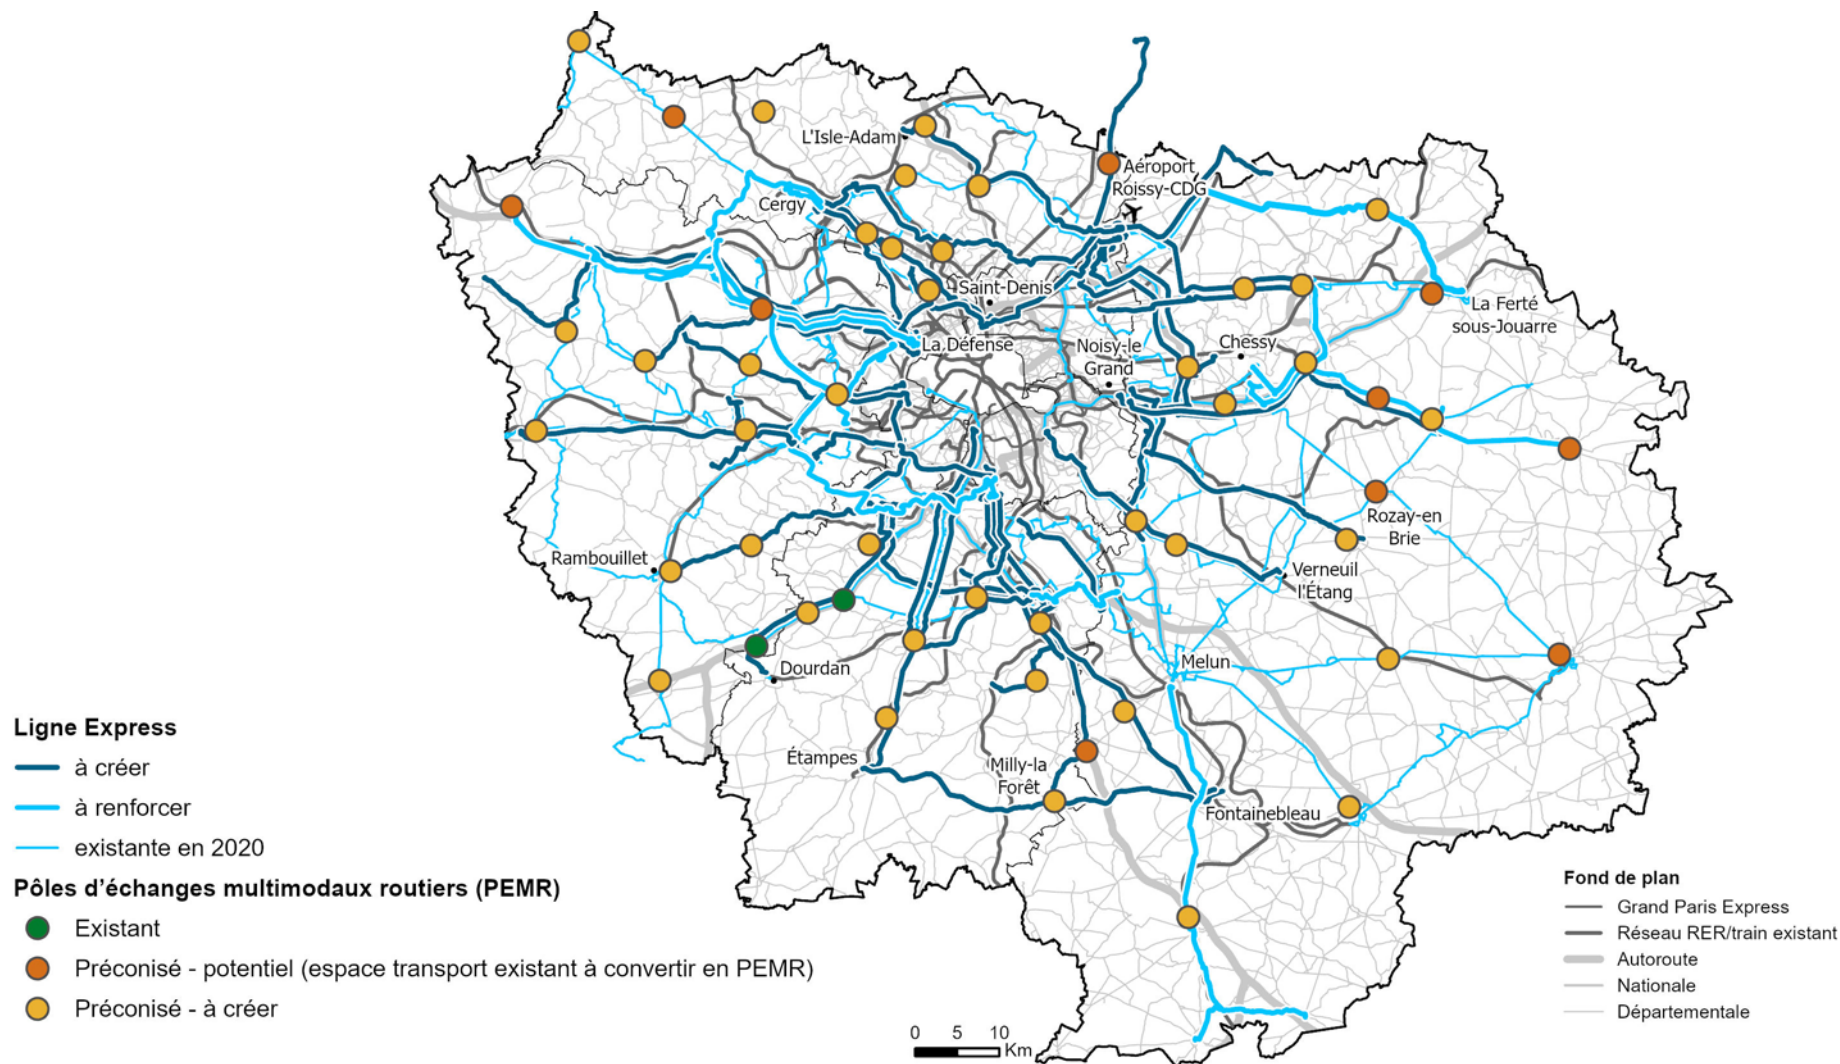 L'Isle-Adam
Aéroport
Roissy-CDG
Cergy
Saint-Denis
La Ferté
sous-Jouarre
La Défense
Noisy-le
Grand
Chessy
Rozay-en
Brie
Rambouillet
Verneuil
l'Étang
Dourdan
Melun
Étampes
Milly-la
Forêt
Fontainebleau
Ligne Express
à créer
à renforcer
existante en 2020
Pôles d'échanges multimodaux routiers (PEMR)
Existant
Préconisé - potentiel (espace transport existant à convertir en PEMR)
Préconisé - à créer
0 5 10
Km
Fond de plan
Grand Paris Express
Réseau RER/train existant
Autoroute
Nationale
Départementale